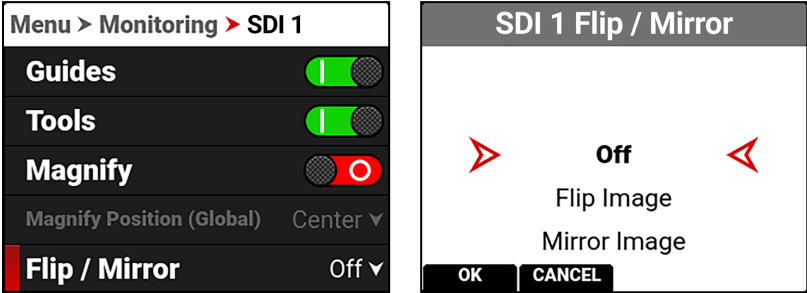 Menu > Monitoring > SDI 1
Guides
Tools
Magnify
Magnify Position (Global) Center
Flip / Mirror Off
SDI 1 Flip / Mirror
Off
Flip Image
Mirror Image
OK CANCEL